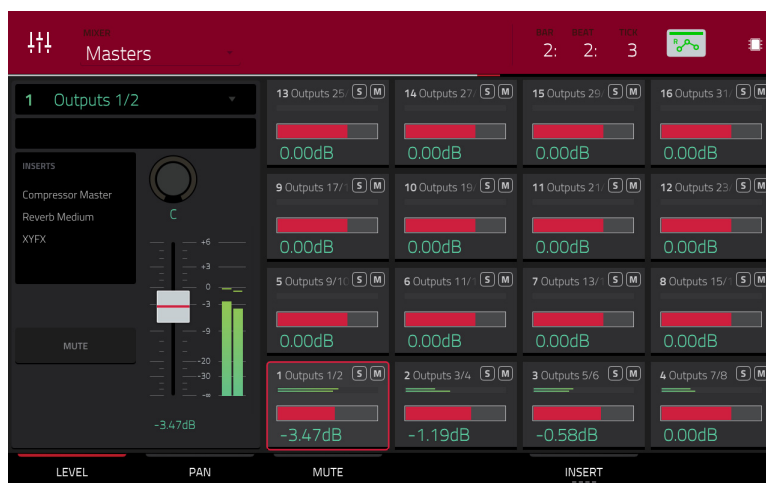 MIXER
Masters
BAR BEAT TICK
2: 2: 3
R
1 Outputs 1/2
INSERTS
Compressor Master
Reverb Medium
XYFX
MUTE
C
+6
+3
0
-3
-9
-20
-30
-∞
-3.47dB
13 Outputs 25/ S M
0.00dB
14 Outputs 27/ S M
0.00dB
15 Outputs 29/ S M
0.00dB
16 Outputs 31/ S M
0.00dB
9 Outputs 17/1 S M
0.00dB
10 Outputs 19/ S M
0.00dB
11 Outputs 21/ S M
0.00dB
12 Outputs 23/ S M
0.00dB
5 Outputs 9/10 S M
0.00dB
6 Outputs 11/1 S M
0.00dB
7 Outputs 13/1 S M
0.00dB
8 Outputs 15/1 S M
0.00dB
1 Outputs 1/2 S M
-3.47dB
2 Outputs 3/4 S M
-1.19dB
3 Outputs 5/6 S M
-0.58dB
4 Outputs 7/8 S M
0.00dB
LEVEL
PAN
MUTE
INSERT